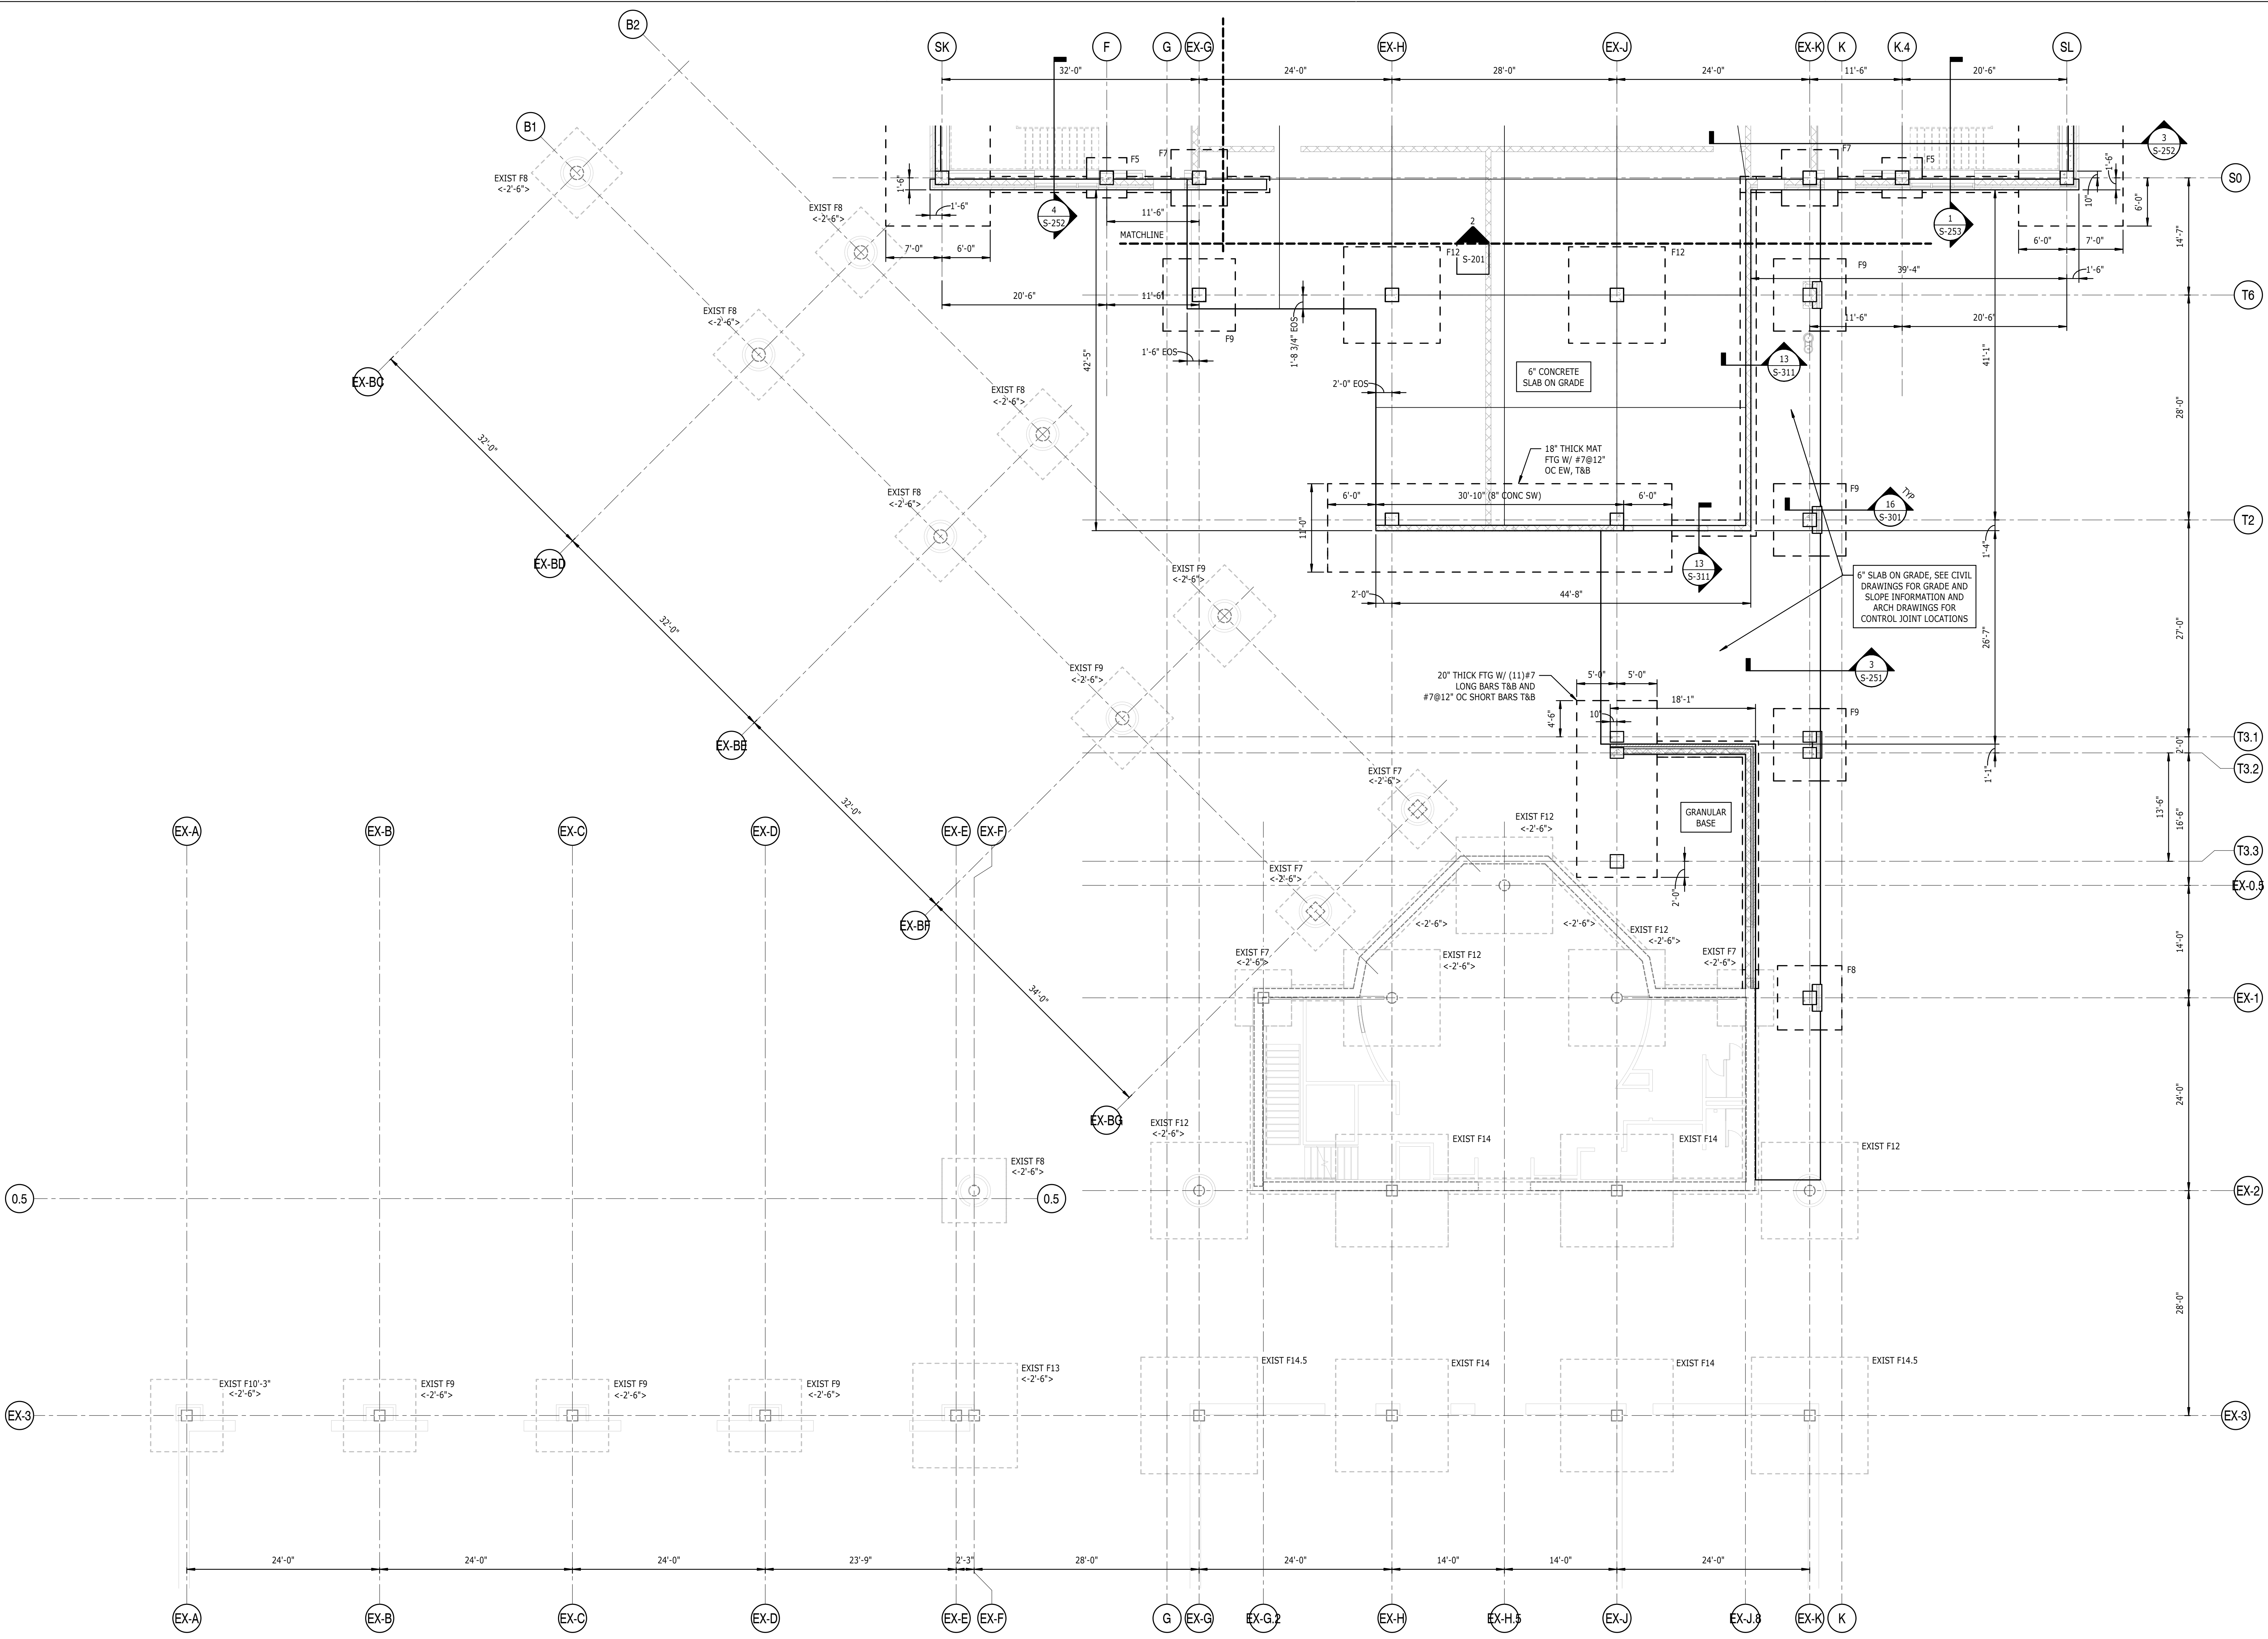 B2
SK
F
G
EX-G
EX-H
EX-J
EX-K
K
K.4
SL
32'-0"
24'-0"
28'-0"
24'-0"
11'-6"
20'-6"
B1
3
S-252
EXIST F8
<-2'-6">
F5
F7
F7
F5
1'-6"
S0
1'-6"
1'-6"
10"
6'-0"
4
S-252
11'-6"
1
S-253
14'-7"
EXIST F8
<-2'-6">
MATCHLINE
2
S-201
7'-0"
6'-0"
F12
F12
F9
6'-0"
7'-0"
39'-4"
1'-6"
20'-6"
11'-6"
T6
EXIST F8
<-2'-6">
F9
11'-6"
20'-6"
1'-8 3/4" EOS
1'-6" EOS
42'-5"
41'-1"
28'-0"
13
S-311
6" CONCRETE
SLAB ON GRADE
EX-BC
2'-0" EOS
EXIST F8
<-2'-6">
32'-0"
18" THICK MAT
FTG W/ #7@12"
OC EW, T&B
EXIST F8
<-2'-6">
6'-0"
30'-10" (8" CONC SW)
6'-0"
F9
16
S-301
TYP
11'-0"
T2
1'-4"
EX-BD
EXIST F9
<-2'-6">
13
S-311
2'-0"
44'-8"
6" SLAB ON GRADE, SEE CIVIL
DRAWINGS FOR GRADE AND
SLOPE INFORMATION AND
ARCH DRAWINGS FOR
CONTROL JOINT LOCATIONS
32'-0"
26'-7"
27'-0"
EXIST F9
<-2'-6">
3
S-251
20" THICK FTG W/ (11)#7
LONG BARS T&B AND
#7@12" OC SHORT BARS T&B
5'-0"
5'-0"
18'-1"
4'-6"
10"
F9
EX-BE
T3.1
2'-0"
T3.2
1'-1"
EXIST F7
<-2'-6">
32'-0"
13'-6"
16'-6"
GRANULAR
BASE
EX-A
EX-B
EX-C
EX-D
EX-E
EX-F
EXIST F12
<-2'-6">
T3.3
EXIST F7
<-2'-6">
2'-0"
EX-0.5
EX-BF
<-2'-6">
<-2'-6">
EXIST F12
<-2'-6">
14'-0"
EXIST F7
<-2'-6">
EXIST F12
<-2'-6">
EXIST F7
<-2'-6">
F8
34'-0"
EX-1
24'-0"
EX-BG
EXIST F12
<-2'-6">
EXIST F14
EXIST F14
EXIST F12
EXIST F8
<-2'-6">
0.5
0.5
EX-2
28'-0"
EXIST F10'-3"
<-2'-6">
EXIST F9
<-2'-6">
EXIST F9
<-2'-6">
EXIST F9
<-2'-6">
EXIST F13
<-2'-6">
EXIST F14.5
EXIST F14
EXIST F14
EXIST F14.5
EX-3
EX-3
24'-0"
24'-0"
24'-0"
23'-9"
2'-3"
28'-0"
24'-0"
14'-0"
14'-0"
24'-0"
EX-A
EX-B
EX-C
EX-D
EX-E
EX-F
G
EX-G
EX-G.2
EX-H
EX-H.5
EX-J
EX-J.8
EX-K
K